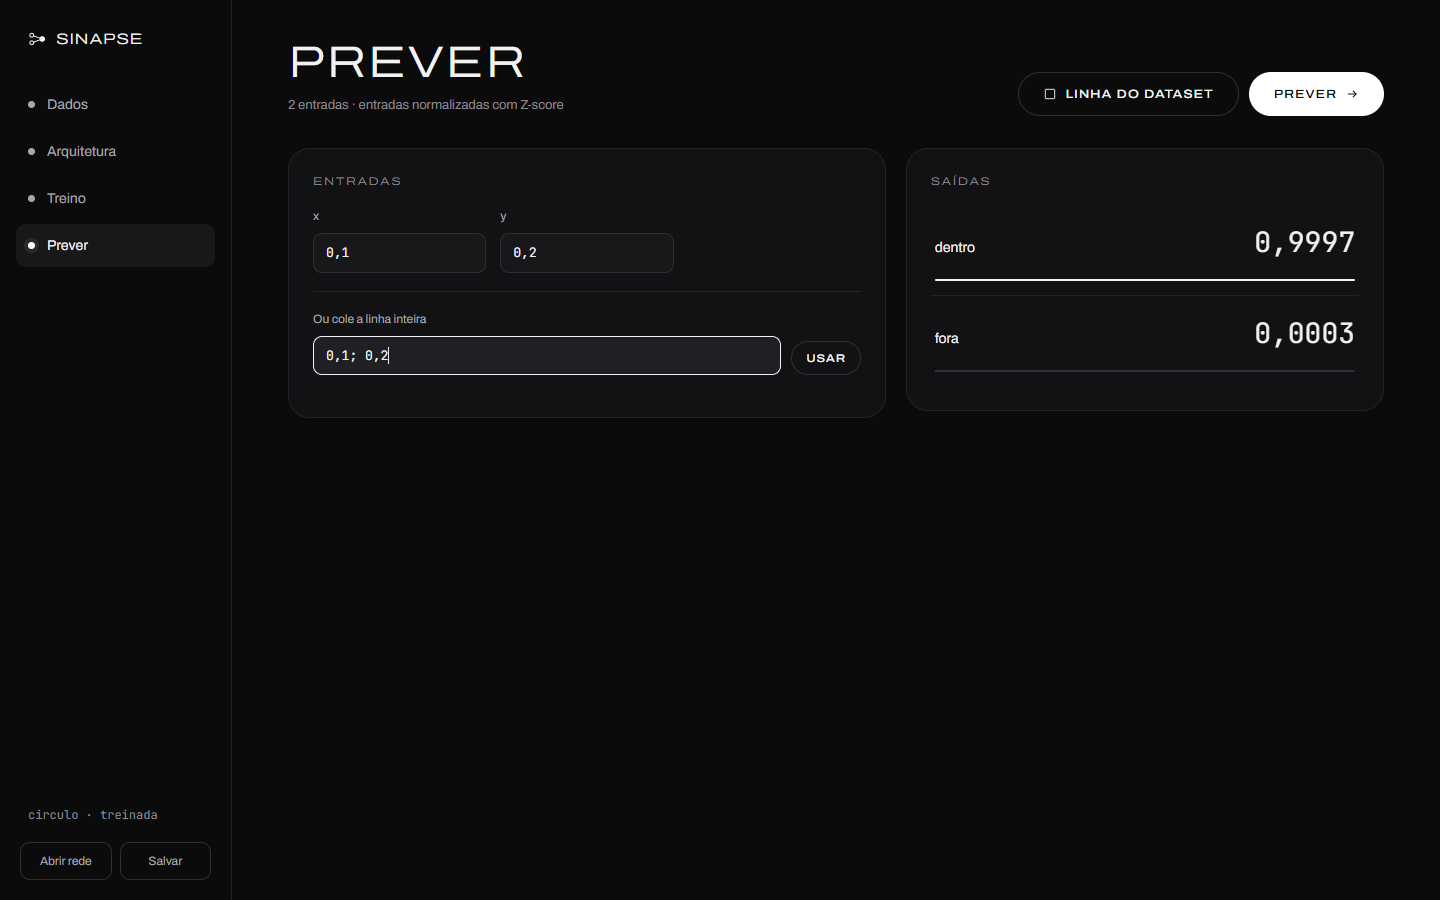 SINAPSE
Dados
Arquitetura
Treino
Prever
circulo · treinada
Abrir rede
Salvar
PREVER
2 entradas · entradas normalizadas com Z-score
LINHA DO DATASET
PREVER →
ENTRADAS
x
y
0,1
0,2
Ou cole a linha inteira
0,1; 0,2
USAR
SAÍDAS
dentro
0,9997
fora
0,0003